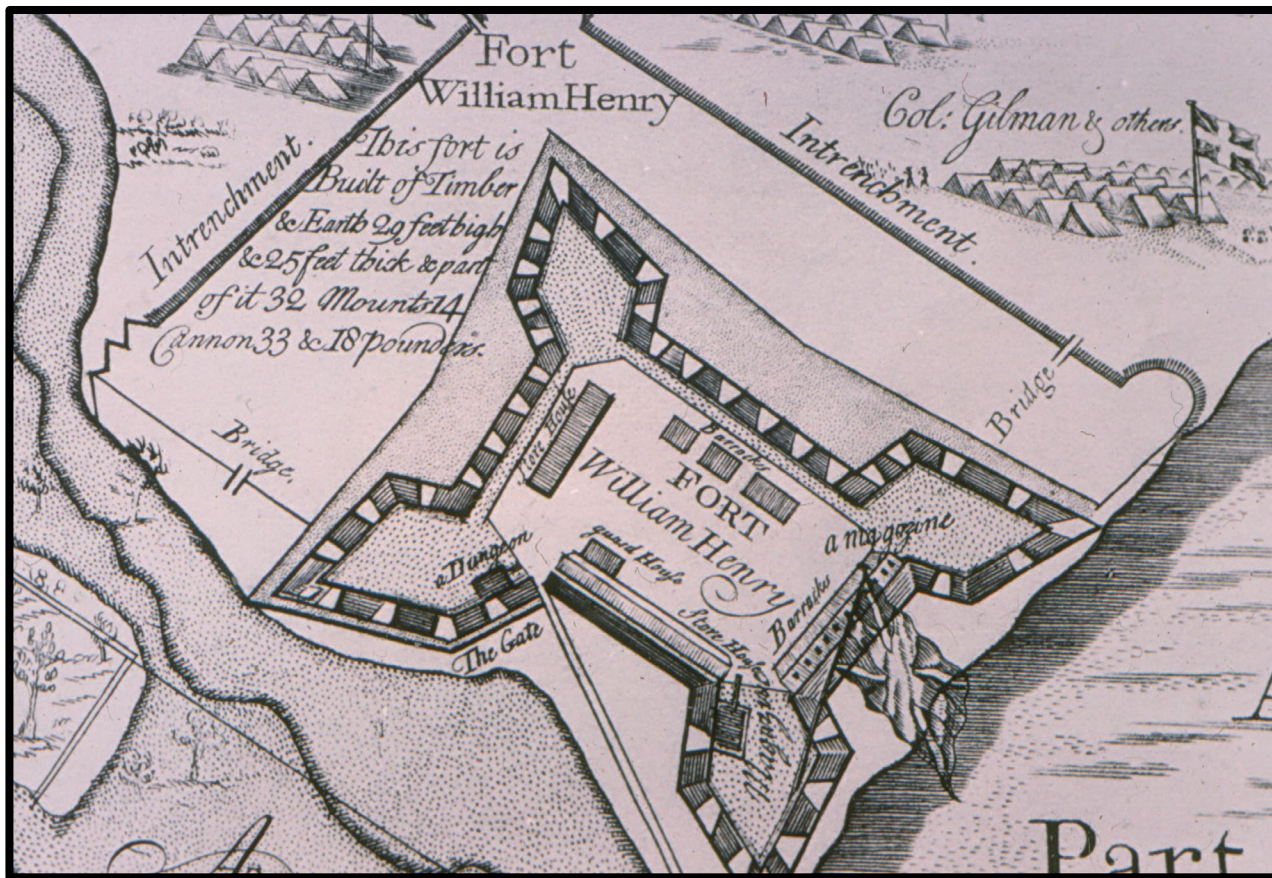 Fort
William Henry
This fort is
Built of Timber
& Earth 29 feet high
& 25 feet thick & part
of it 32 Mounts 14
Cannon 33 & 18 pounders.
Intrenchment.
Intrenchment.
Col: Gilman & others.
Bridge.
Bridge
Store House
Barracks
FORT
William Henry
a magazine
guard House
a Dungeon
Store House
Barracks
The Gate
Magazine
Part